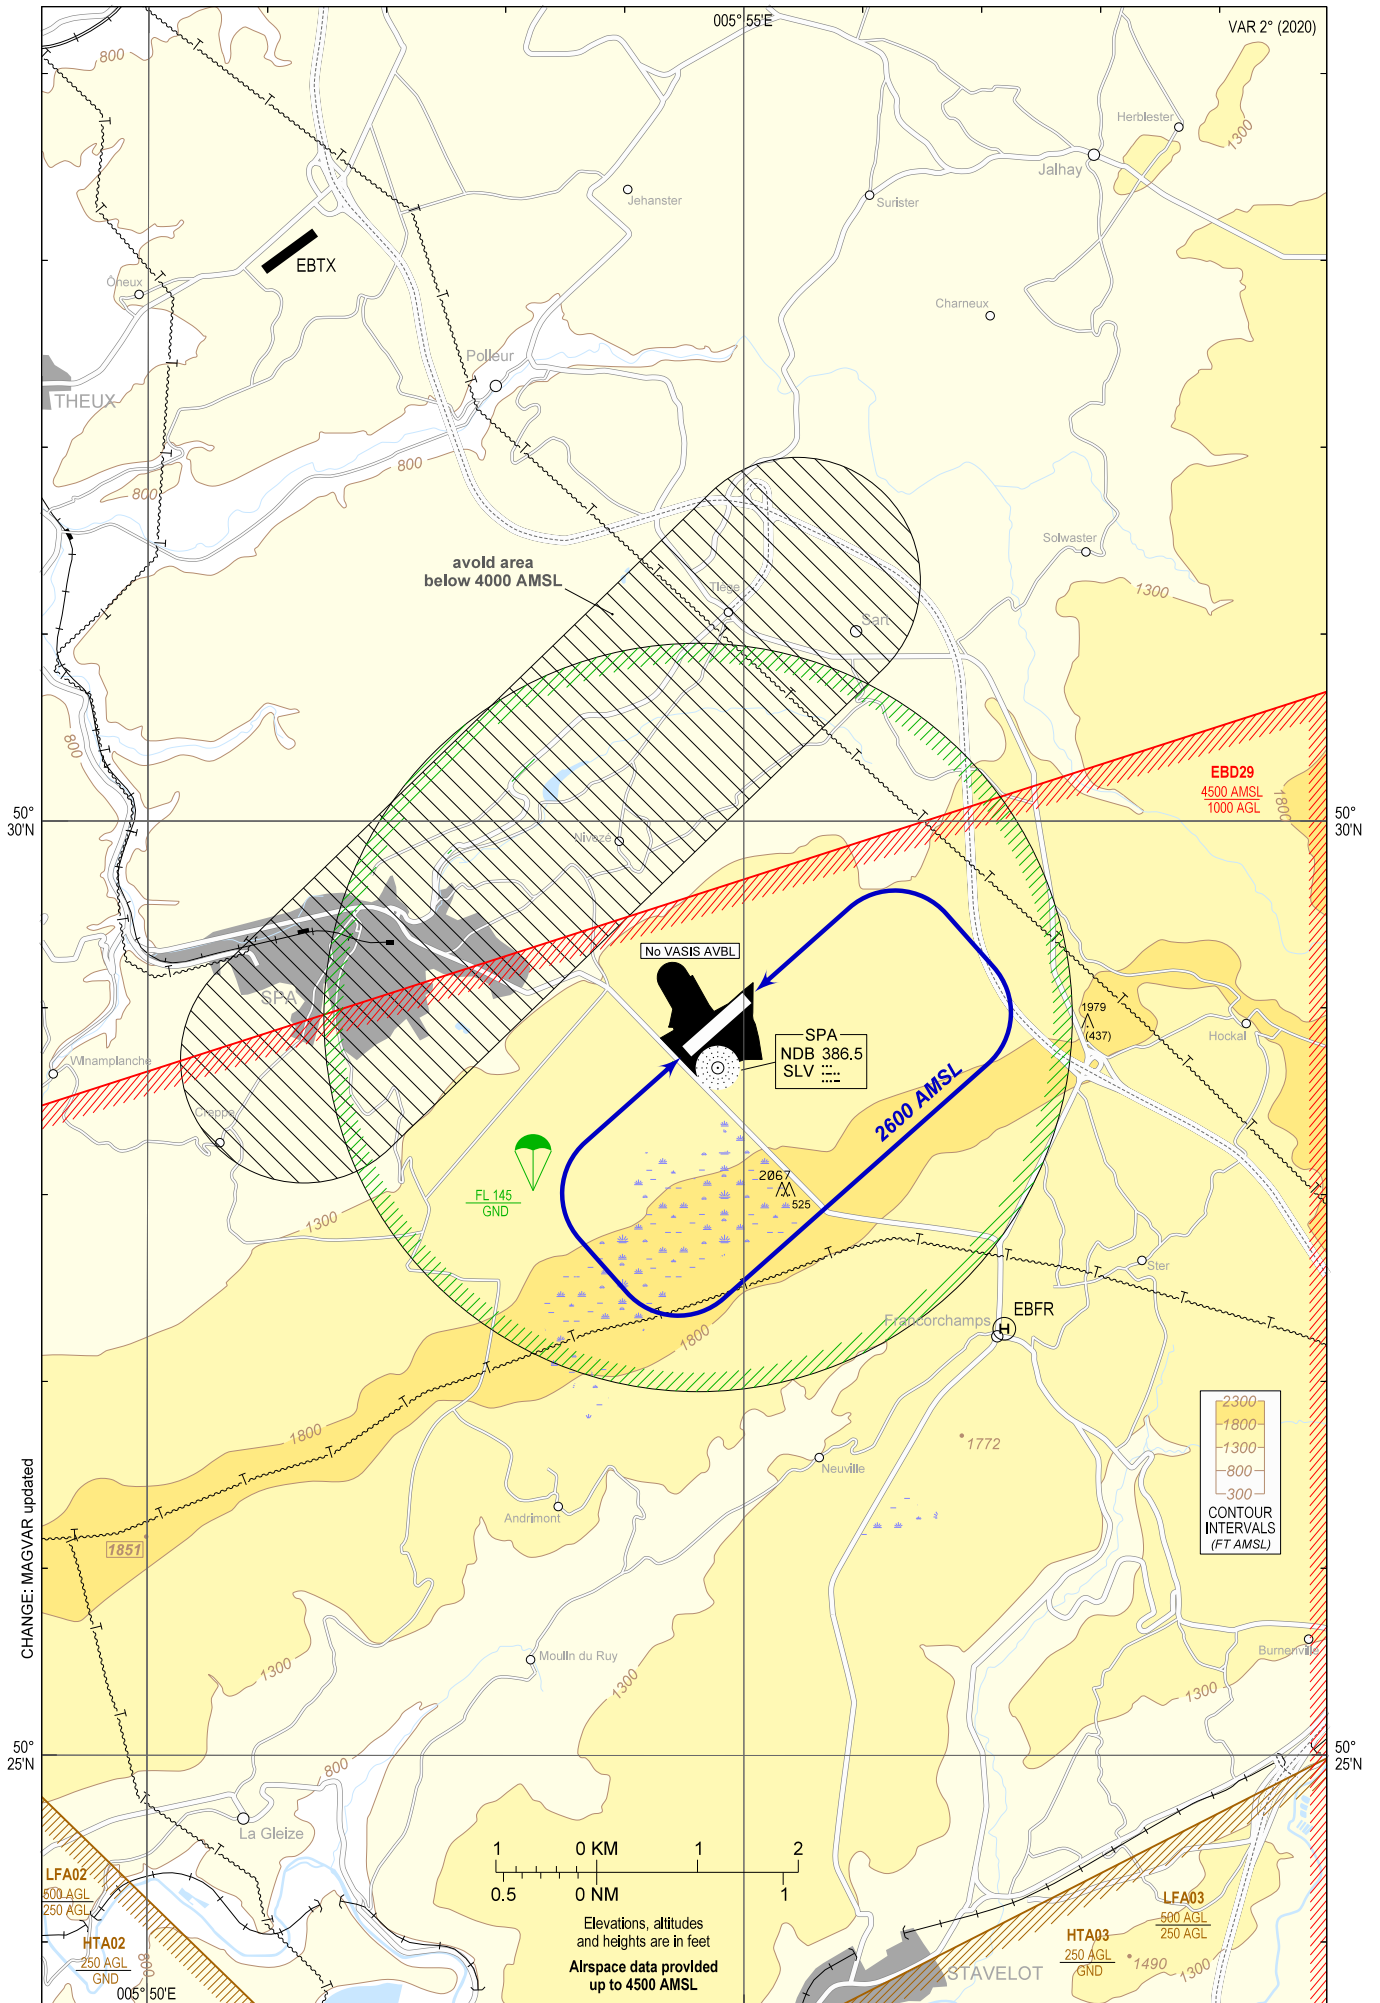 005° 55'E
VAR 2° (2020)
800
Herblester
1300
Jalhay
Jehanster
Surister
EBTX
Oneux
Charneux
Polleur
THEUX
800
800
Solwaster
avoid area
below 4000 AMSL
1300
Tiège
Sart
800
EBD29
4500 AMSL
1000 AGL
1800
50°
30'N
50°
30'N
Nivezé
No VASIS AVBL
SPA
1979
(437)
Hockai
SPA
NDB 386.5
SLV
Winamplanche
2600 AMSL
Creppe
FL 145
GND
2067
525
1300
Ster
EBFR
Francorchamps
H
1800
2300
1800
1300
800
300
CONTOUR
INTERVALS
(FT AMSL)
1800
1772
Neuville
Andrimont
1851
CHANGE: MAGVAR updated
Moulin du Ruy
Burnenville
1300
1300
1300
50°
25'N
50°
25'N
800
La Gleize
1 0 KM 1 2
0.5 0 NM 1
LFA02
500 AGL
250 AGL
LFA03
500 AGL
250 AGL
Elevations, altitudes
and heights are in feet
HTA02
250 AGL
GND
HTA03
250 AGL
GND
800
Airspace data provided
up to 4500 AMSL
STAVELOT
1490
1300
005° 50'E